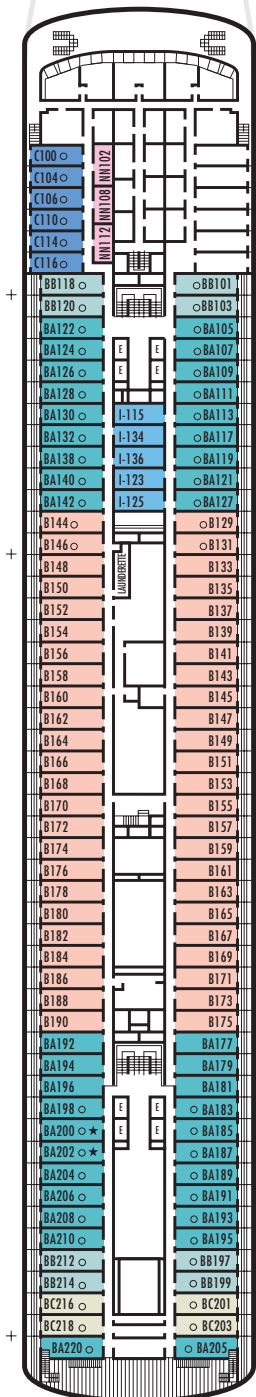 C100
C104
C106
C110
C114
C116
NN102
NN108
NN112
BB118 BB101
BB120 BB103
BA122 BA105
BA124 E E BA107
BA126 E E BA109
BA128 BA111
BA130 I-115 BA113
BA132 I-134 BA117
BA138 I-136 BA119
BA140 I-123 BA121
BA142 I-125 BA127
B144 B129
B146 B131
B148 LAUNDERETTE B133
B150 B135
B152 B137
B154 B139
B156 B141
B158 B143
B160 B145
B162 B147
B164 B149
B166 B151
B168 B153
B170 B155
B172 B157
B174 B159
B176 B161
B178 B163
B180 B165
B182 B167
B184 B169
B186 B171
B188 B173
B190 B175
BA192 BA177
BA194 BA179
BA196 BA181
BA198 E E BA183
BA200 ★ E E BA185
BA202 ★ BA187
BA204 BA189
BA206 BA191
BA208 BA193
BA210 BA195
BB212 BB197
BB214 BB199
BC216 BC201
BC218 BC203
BA220 BA205